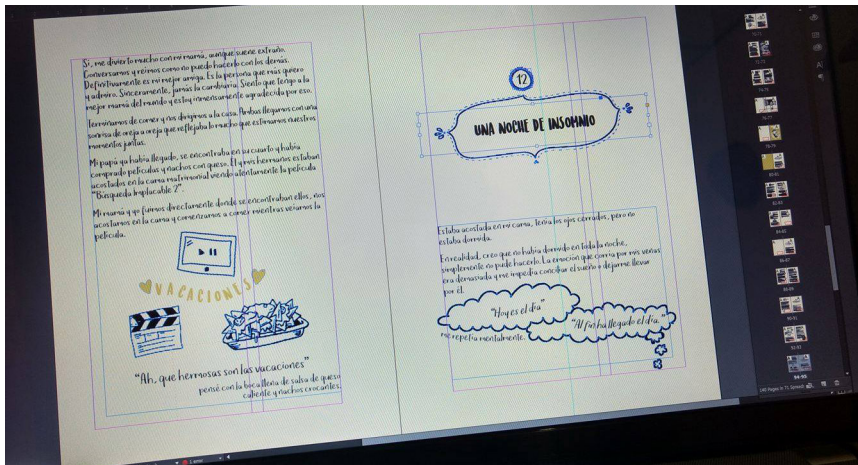 Sí, me divierto mucho con mi mamá, aunque suene extraño.
Conversamos y reímos como no puedo hacerlo con los demás.
Definitivamente es mi mejor amiga. Es la persona que más quiero
y admiro. Sinceramente, jamás la cambiaría. Siento que tengo a la
mejor mamá del mundo y estoy inmensamente agradecida por eso.
Terminamos de comer y nos dirigimos a la casa. Ambas llegamos con una
sonrisa de oreja a oreja que reflejaba lo mucho que estimamos nuestros
momentos juntas.
Mi papá ya había llegado, se encontraba en su cuarto y había
comprado películas y nachos con queso. Él y mis hermanos estaban
acostados en la cama matrimonial viendo atentamente la película
"Búsqueda Implacable 2".
Mi mamá y yo fuimos directamente donde se encontraban ellos, nos
acostamos en la cama y comenzamos a comer mientras veíamos la
película.
VACACIONES
"Ah, que hermosas son las vacaciones"
pensé con la boca llena de salsa de queso
caliente y nachos crocantes.
12
UNA NOCHE DE INSOMNIO
Estaba acostada en mi cama, tenía los ojos cerrados, pero no
estaba dormida.
En realidad, creo que no había dormido en toda la noche,
simplemente no pude hacerlo. La emoción que corría por mis venas
era demasiada y me impedía conciliar el sueño o dejarme llevar
por él.
"Hoy es el día"
"Al fin ha llegado el día."
me repetía mentalmente.
94-95
1 error